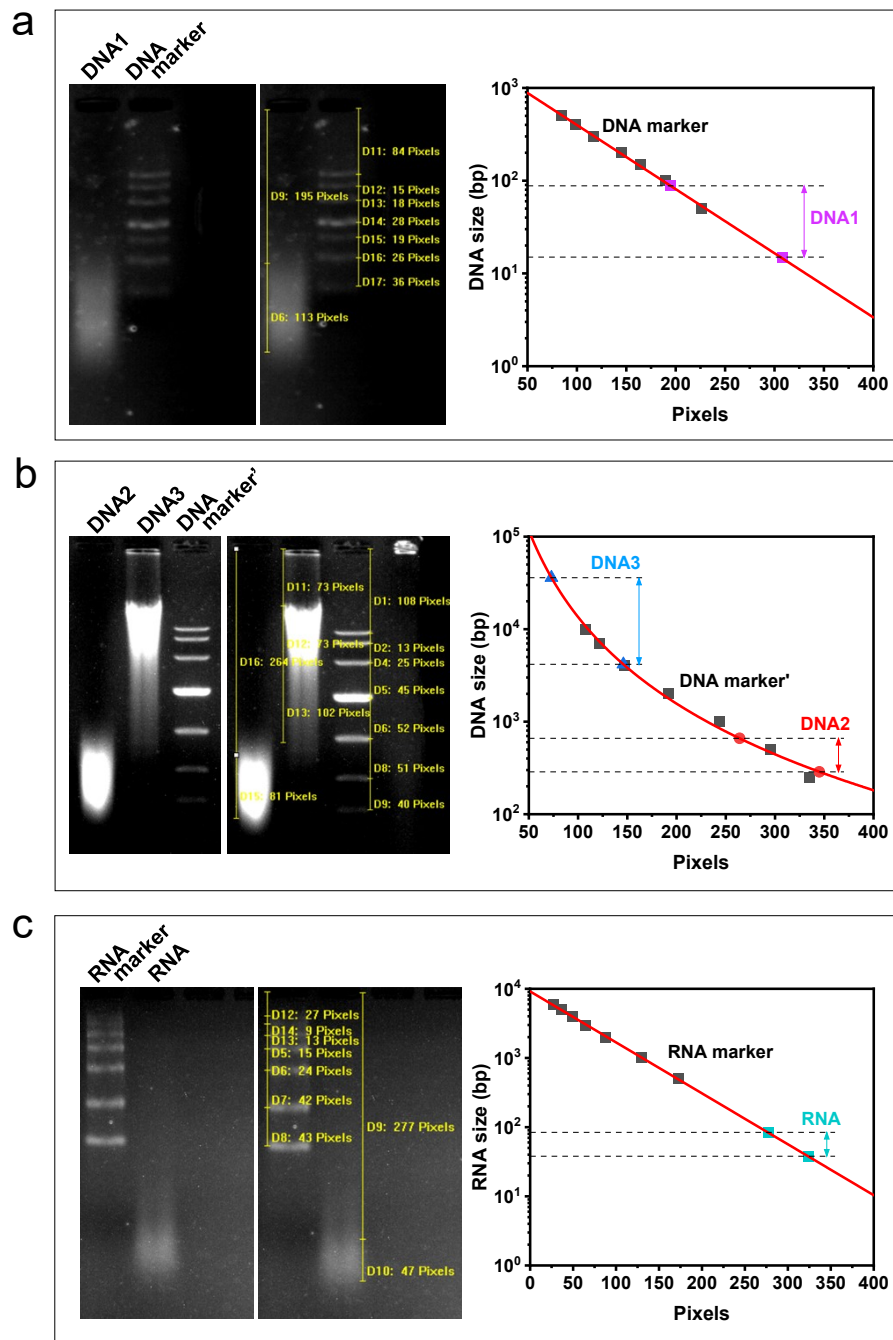 a
DNA1
DNA marker
D11: 84 Pixels
D12: 15 Pixels
D9: 195 Pixels
D13: 18 Pixels
D14: 28 Pixels
D15: 19 Pixels
D16: 26 Pixels
D17: 36 Pixels
D6: 113 Pixels
DNA size (bp)
10³
10²
10¹
10⁰
DNA marker
DNA1
50 100 150 200 250 300 350 400
Pixels
b
DNA2
DNA3
DNA marker'
D11: 73 Pixels
D1: 108 Pixels
D12: 73 Pixels
D2: 13 Pixels
D16: 264 Pixels
D4: 25 Pixels
D5: 45 Pixels
D13: 102 Pixels
D6: 52 Pixels
D8: 51 Pixels
D15: 81 Pixels
D9: 40 Pixels
DNA size (bp)
10⁵
10⁴
10³
10²
DNA3
DNA marker'
DNA2
50 100 150 200 250 300 350 400
Pixels
c
RNA marker
RNA
D12: 27 Pixels
D14: 9 Pixels
D13: 13 Pixels
D5: 15 Pixels
D6: 24 Pixels
D7: 42 Pixels
D9: 277 Pixels
D8: 43 Pixels
D10: 47 Pixels
RNA size (bp)
10⁴
10³
10²
10¹
10⁰
RNA marker
RNA
0 50 100 150 200 250 300 350 400
Pixels